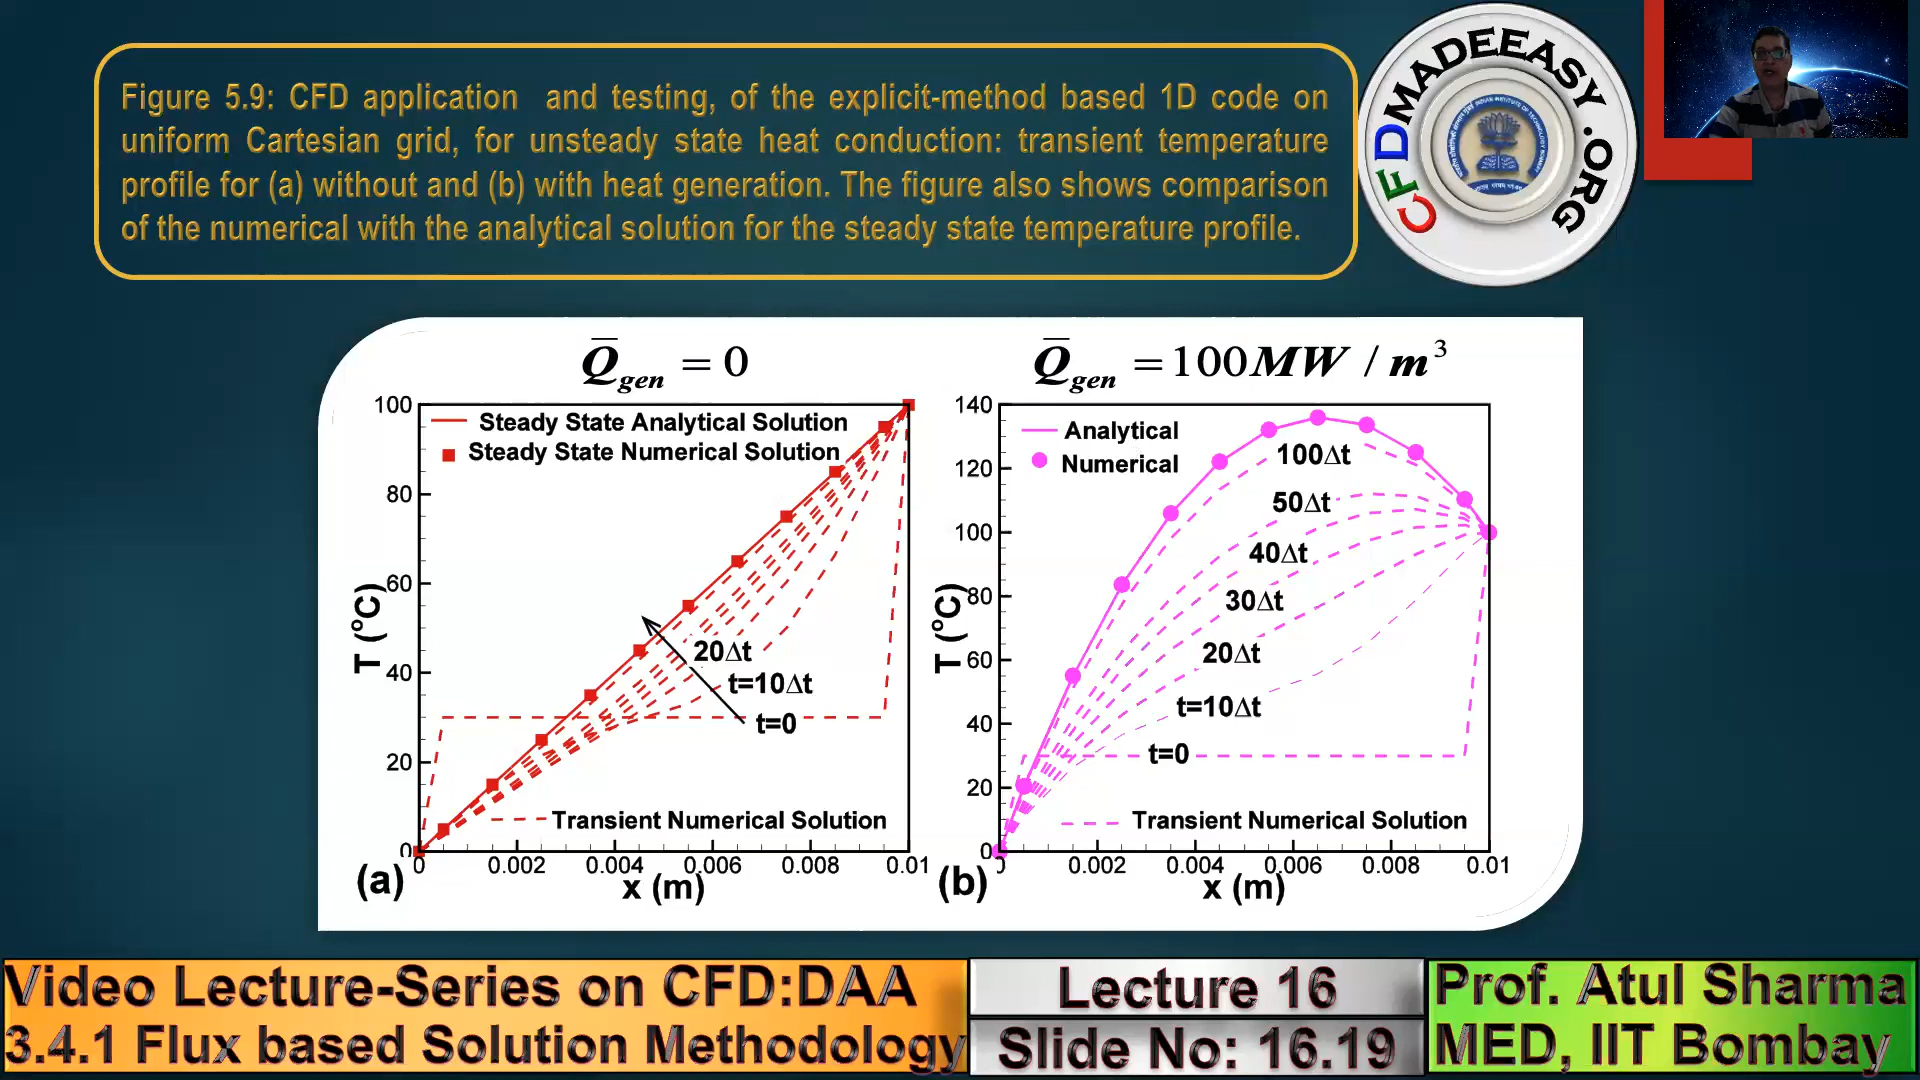 Figure 5.9: CFD application and testing, of the explicit-method based 1D code on
uniform Cartesian grid, for unsteady state heat conduction: transient temperature
profile for (a) without and (b) with heat generation. The figure also shows comparison
of the numerical with the analytical solution for the steady state temperature profile.
CFDMADEEASY.ORG
Q̅gen = 0
Q̅gen = 100MW / m³
100
80
60
40
20
0
T (°C)
Steady State Analytical Solution
Steady State Numerical Solution
20Δt
t=10Δt
t=0
Transient Numerical Solution
0 0.002 0.004 0.006 0.008 0.01
(a)
x (m)
140
120
100
80
60
40
20
0
T (°C)
Analytical
Numerical
100Δt
50Δt
40Δt
30Δt
20Δt
t=10Δt
t=0
Transient Numerical Solution
0 0.002 0.004 0.006 0.008 0.01
(b)
x (m)
Video Lecture-Series on CFD:DAA
3.4.1 Flux based Solution Methodology
Lecture 16
Slide No: 16.19
Prof. Atul Sharma
MED, IIT Bombay